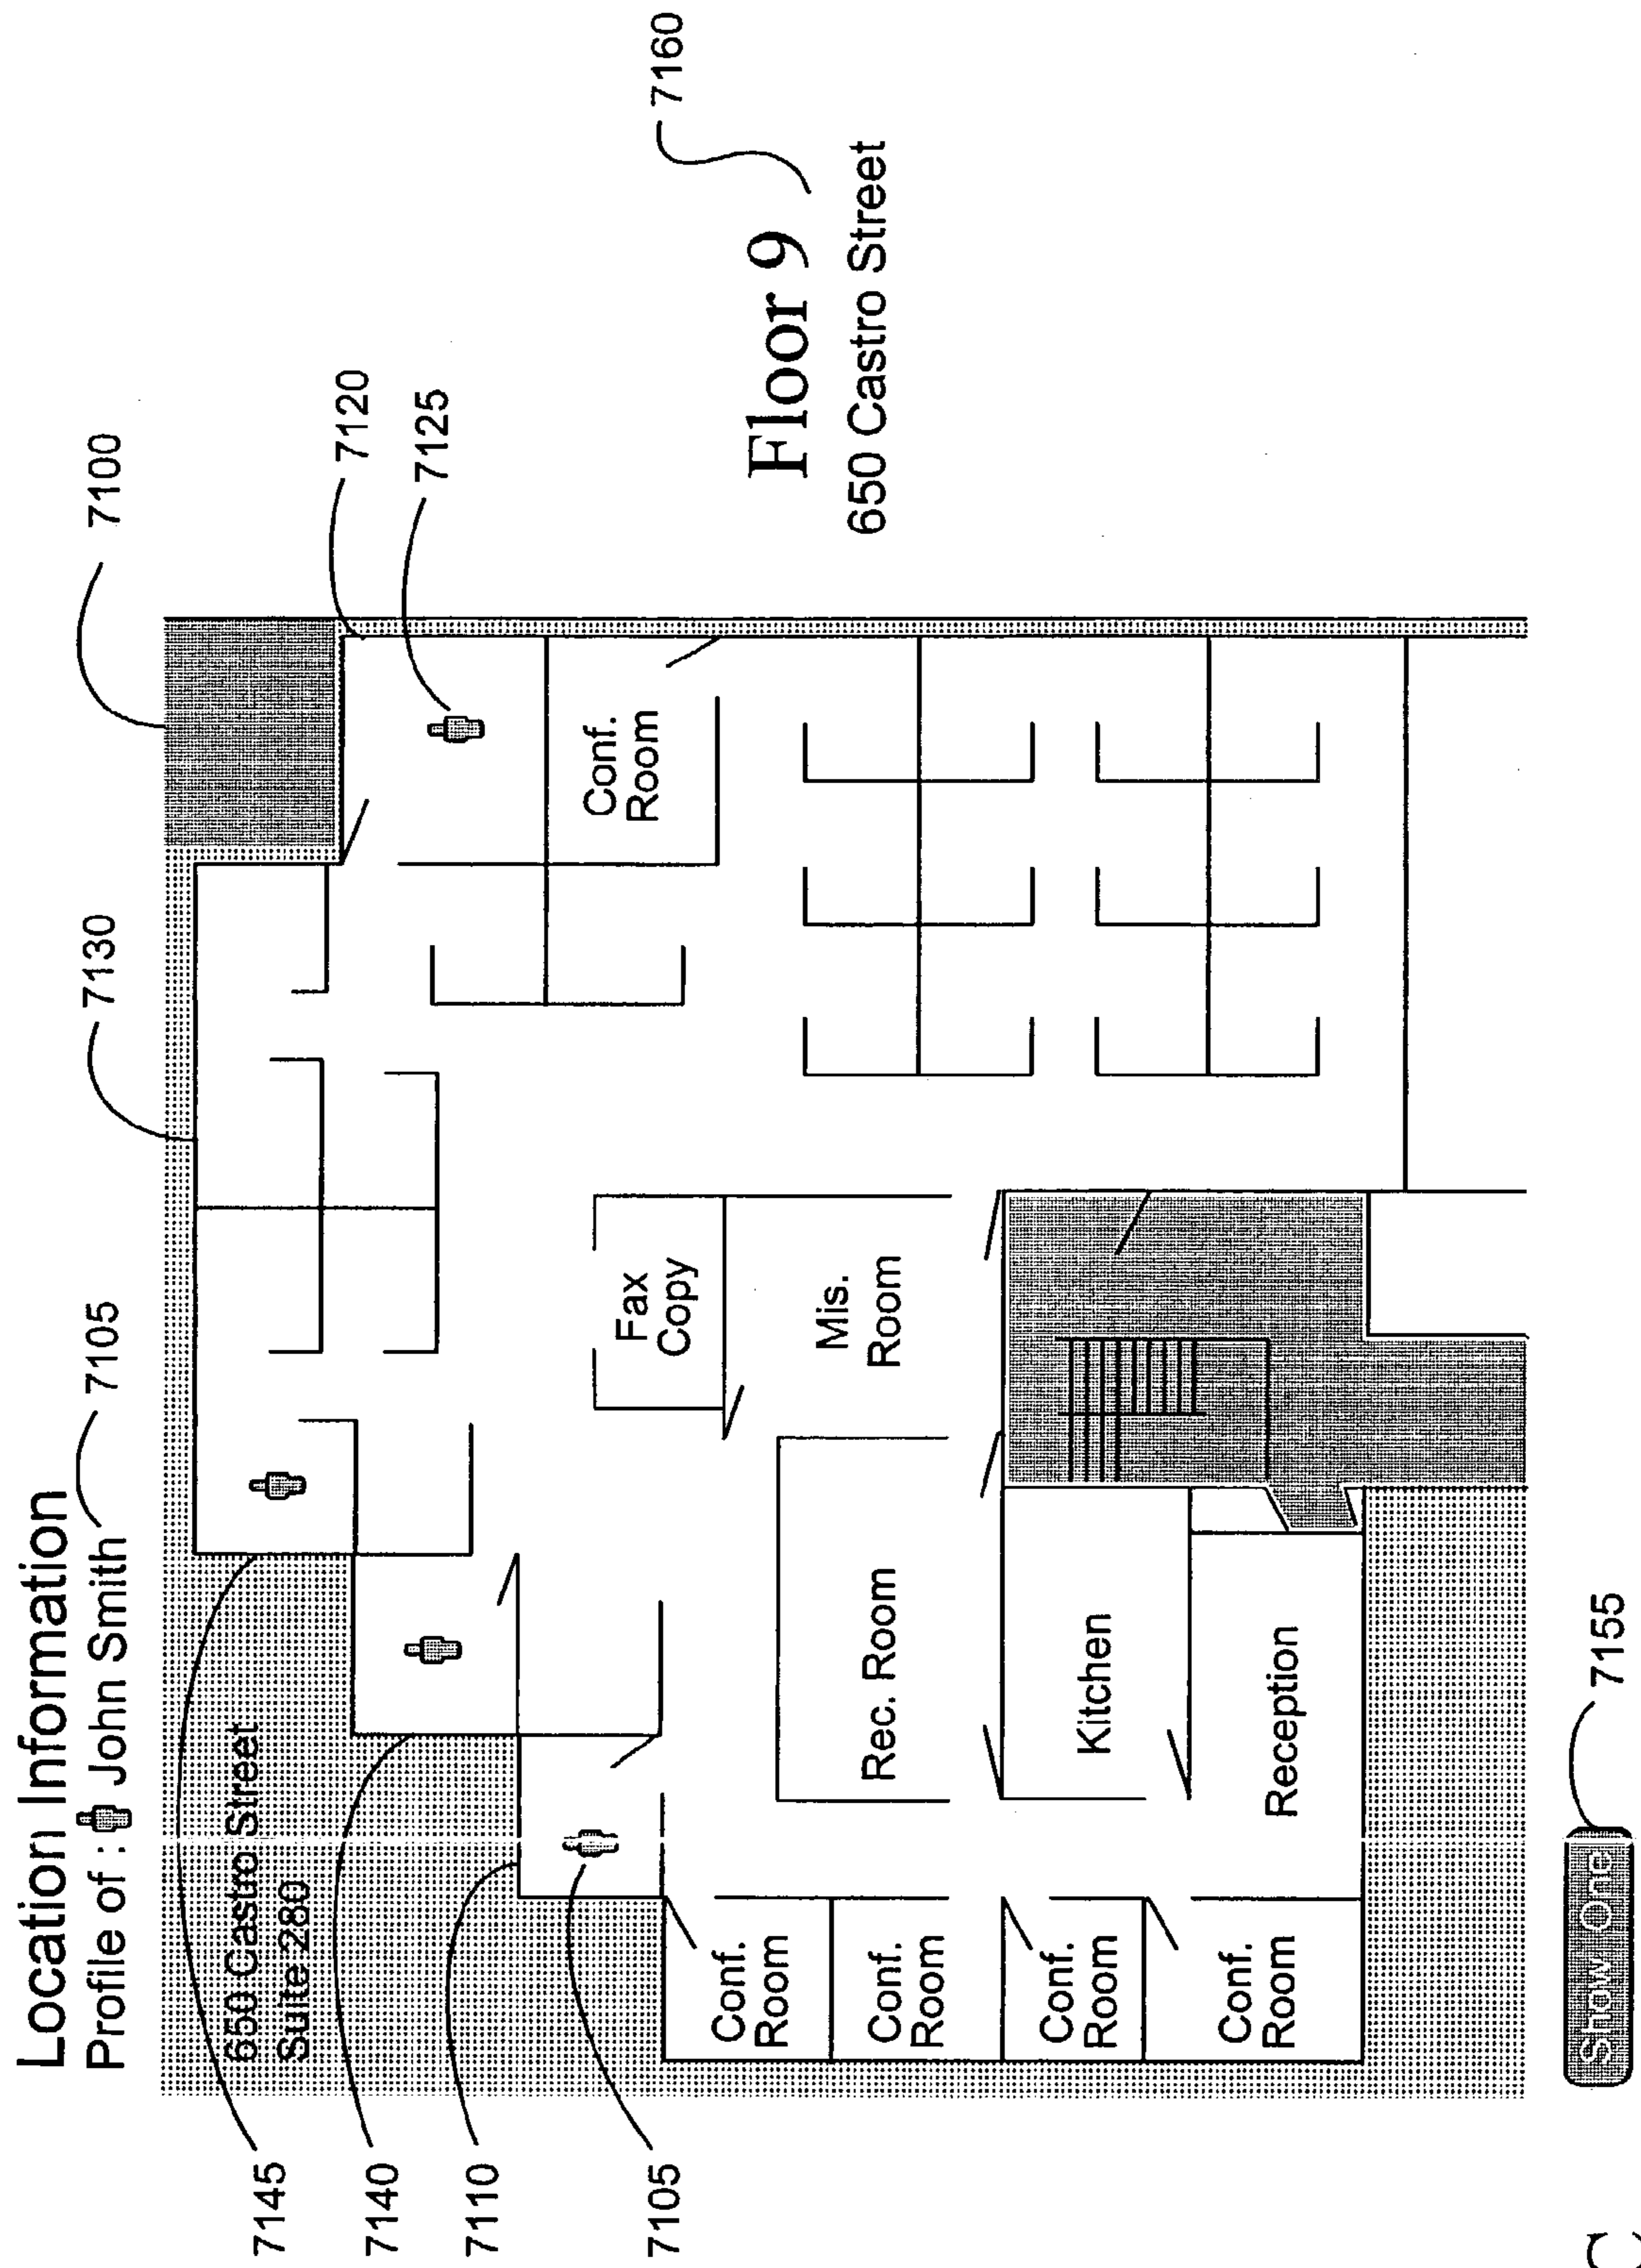 Location Information
Profile of : John Smith
7105
7130
7100
7120
7125
7145
7140
7110
7105
650 Castro Street
Suite 280
Conf.
Room
Fax
Copy
Mis.
Room
Rec. Room
Kitchen
Reception
Conf.
Room
Conf.
Room
Conf.
Room
Conf.
Room
Floor 9
650 Castro Street
7160
Show One
7155